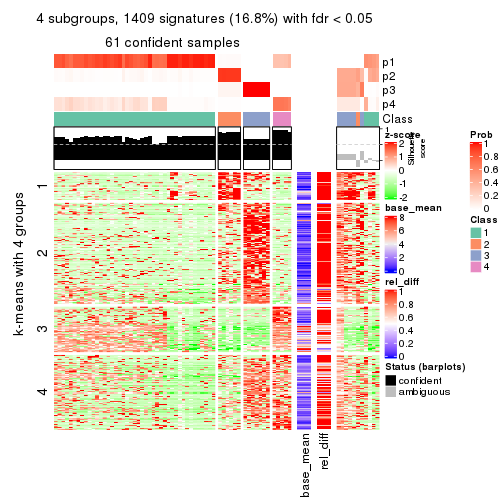 4 subgroups, 1409 signatures (16.8%) with fdr < 0.05
61 confident samples
p1
p2
p3
p4
Class
1
Silhouette
score
k-means with 4 groups
1
2
3
4
base_mean
rel_diff
z-score
2
1
0
-1
-2
base_mean
8
6
4
2
0
rel_diff
1
0.8
0.6
0.4
0.2
0
Status (barplots)
confident
ambiguous
Prob
1
0.8
0.6
0.4
0.2
0
Class
1
2
3
4